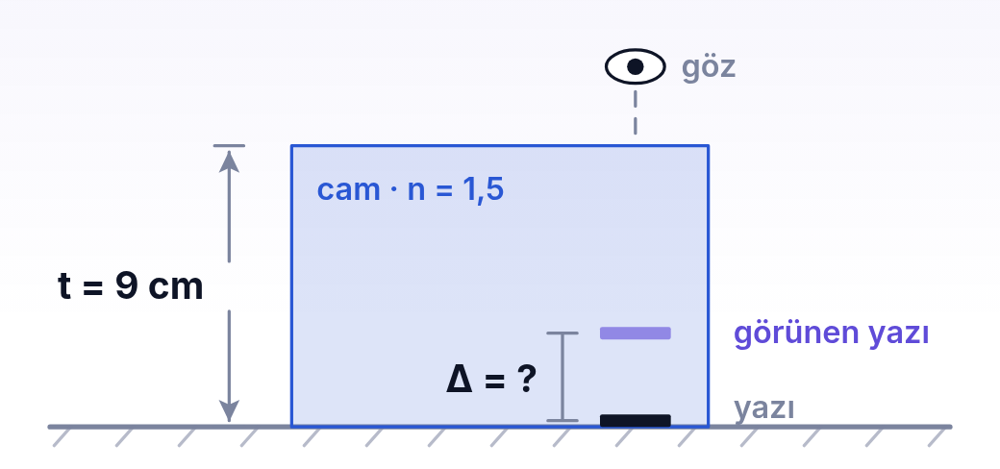 göz
cam · n = 1,5
t = 9 cm
görünen yazı
Δ = ?
yazı